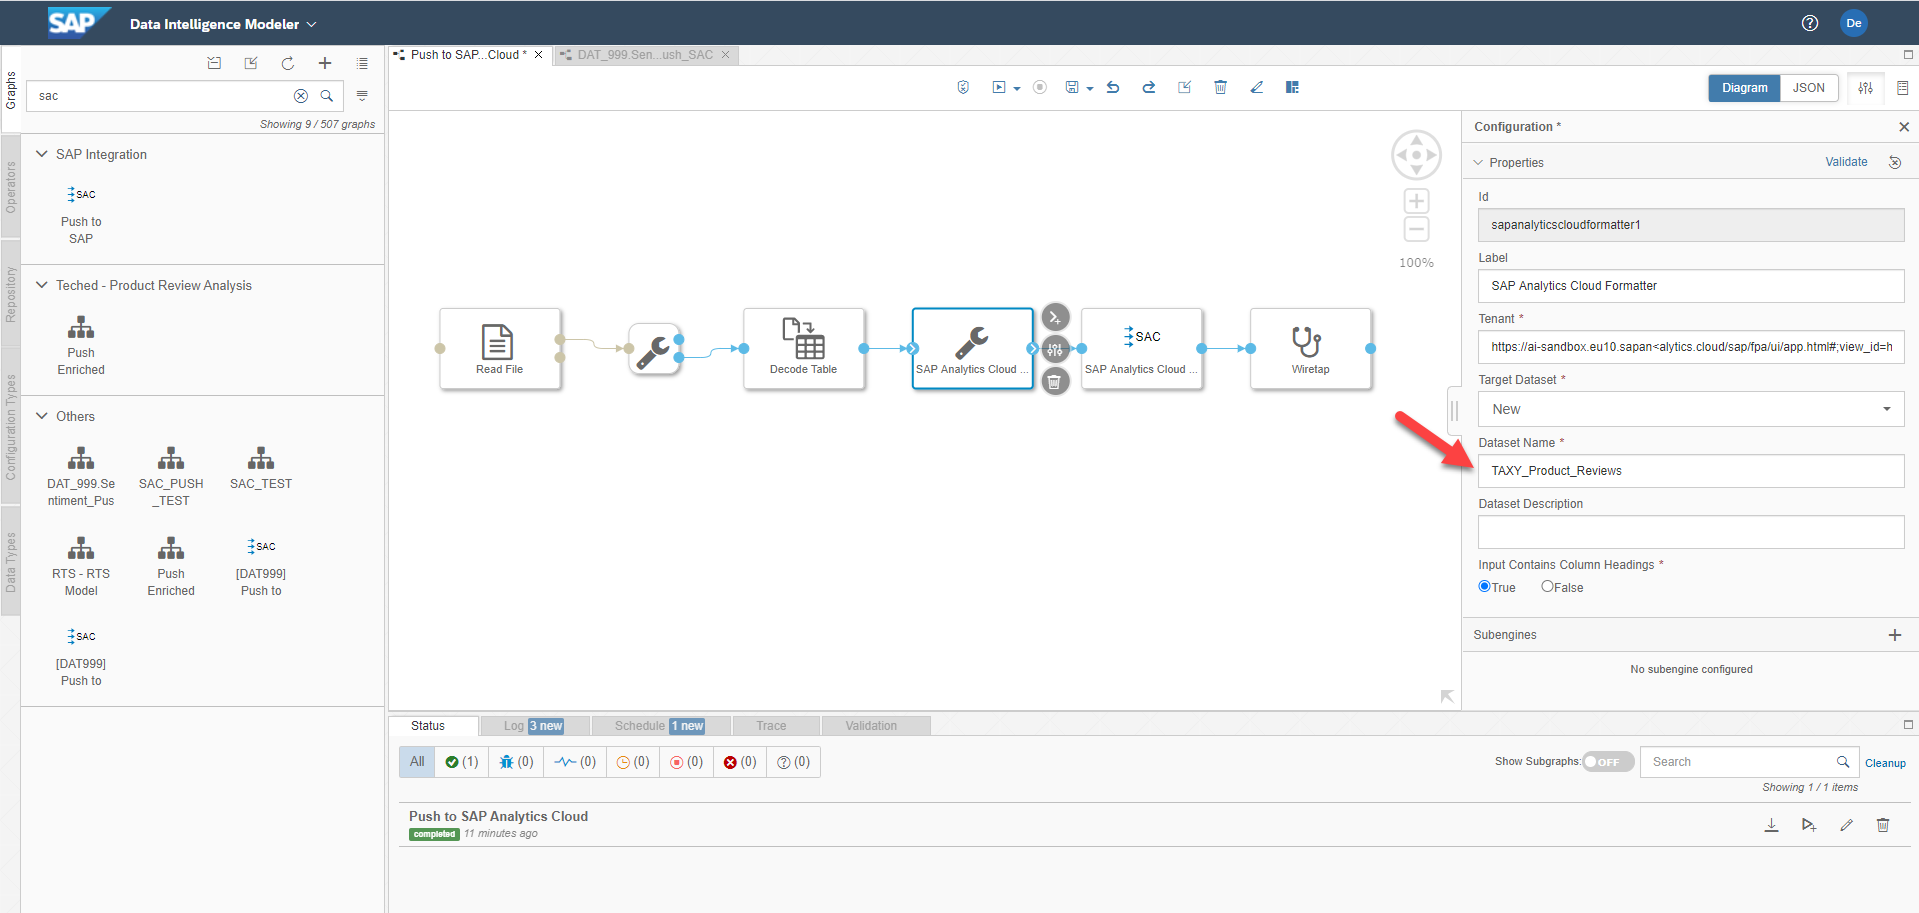 SAP
Data Intelligence Modeler
De
Graphs
Operators
Repository
Configuration Types
Data Types
sac
Showing 9 / 507 graphs
SAP Integration
SAC
Push to
SAP
Teched - Product Review Analysis
Push
Enriched
Others
DAT_999.Se
ntiment_Pus
SAC_PUSH
_TEST
SAC_TEST
RTS - RTS
Model
Push
Enriched
SAC
[DAT999]
Push to
SAC
[DAT999]
Push to
Push to SAP...Cloud *
DAT_999.Sen...ush_SAC
Diagram
JSON
100%
Read File
Decode Table
SAP Analytics Cloud ...
SAC
SAP Analytics Cloud ...
Wiretap
Configuration *
Properties
Validate
Id
sapanalyticscloudformatter1
Label
SAP Analytics Cloud Formatter
Tenant *
https://ai-sandbox.eu10.sapan<alytics.cloud/sap/fpa/ui/app.html#;view_id=h
Target Dataset *
New
Dataset Name *
TAXY_Product_Reviews
Dataset Description
Input Contains Column Headings *
True
False
Subengines
No subengine configured
Status
Log 3 new
Schedule 1 new
Trace
Validation
All
(1)
(0)
(0)
(0)
(0)
(0)
(0)
Show Subgraphs:
OFF
Search
Cleanup
Showing 1 / 1 items
Push to SAP Analytics Cloud
completed 11 minutes ago